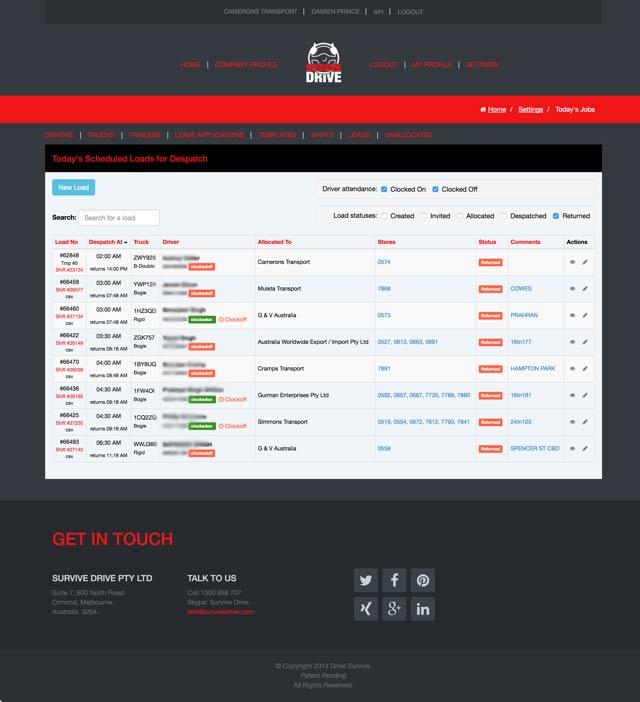 CAMERONS TRANSPORT | DAMIEN PRINCE | API | LOGOUT
HOME | COMPANY PROFILE
SURVIVE
DRIVE
LOGOUT | MY PROFILE | SETTINGS
Home / Settings / Today's Jobs
DRIVERS | TRUCKS | TRAILERS | LEAVE APPLICATIONS | TEMPLATES | SHIFTS | LOADS | UNALLOCATED
Today's Scheduled Loads for Despatch
New Load
Driver attendance: Clocked On Clocked Off
Search: Search for a load
Load statuses: Created Invited Allocated Despatched Returned
Load No Despatch At Truck Driver Allocated To Stores Status Comments Actions
#62848 02:00 AM ZWY925 Camerons Transport 0574 Returned
Tmp #5 B-Double clockedoff
Shift #23134 returns 14:00 PM
#66459 03:00 AM YWP124 Muleta Transport 7868 Returned COWES
Shift #26577 Bogie clockedoff
csv returns 07:48 AM
#66460 03:00 AM 1HZ3QD G & V Australia 0573 Returned PRAHRAN
Shift #27134 Rigid clockedon Clockoff
csv returns 07:48 AM
#66422 03:30 AM ZGK757 Australia Worldwide Export / Import Pty Ltd 0527, 0613, 0663, 0691 Returned 16tn177
Shift #26149 Bogie clockedoff
csv returns 08:18 AM
#66470 04:00 AM 1BY8UQ Cramps Transport 7891 Returned HAMPTON PARK
Shift #26038 Bogie clockedoff
csv returns 08:48 AM
#66436 04:30 AM 1FW4OI Gurman Enterprises Pty Ltd 0592, 0657, 0667, 7735, 7789, 7880 Returned 16tn181
Shift #26165 Bogie clockedon Clockoff
csv returns 09:18 AM
#66425 04:30 AM 1CQ2ZG Simmons Transport 0519, 0554, 0672, 7612, 7793, 7841 Returned 24tn125
Shift #27230 Bogie clockedon Clockoff
csv returns 09:18 AM
#66493 06:30 AM WWJ360 G & V Australia 0559 Returned SPENCER ST CBD
Shift #27140 Rigid clockedoff
csv returns 11:18 AM
GET IN TOUCH
SURVIVE DRIVE PTY LTD
Suite 7, 600 North Road
Ormond, Melbourne.
Australia, 3204.
TALK TO US
Call 1300 858 707
Skype: Survive Drive
info@survivedrive.com
© Copyright 2014 Drive Survive.
Patent Pending
All Rights Reserved.